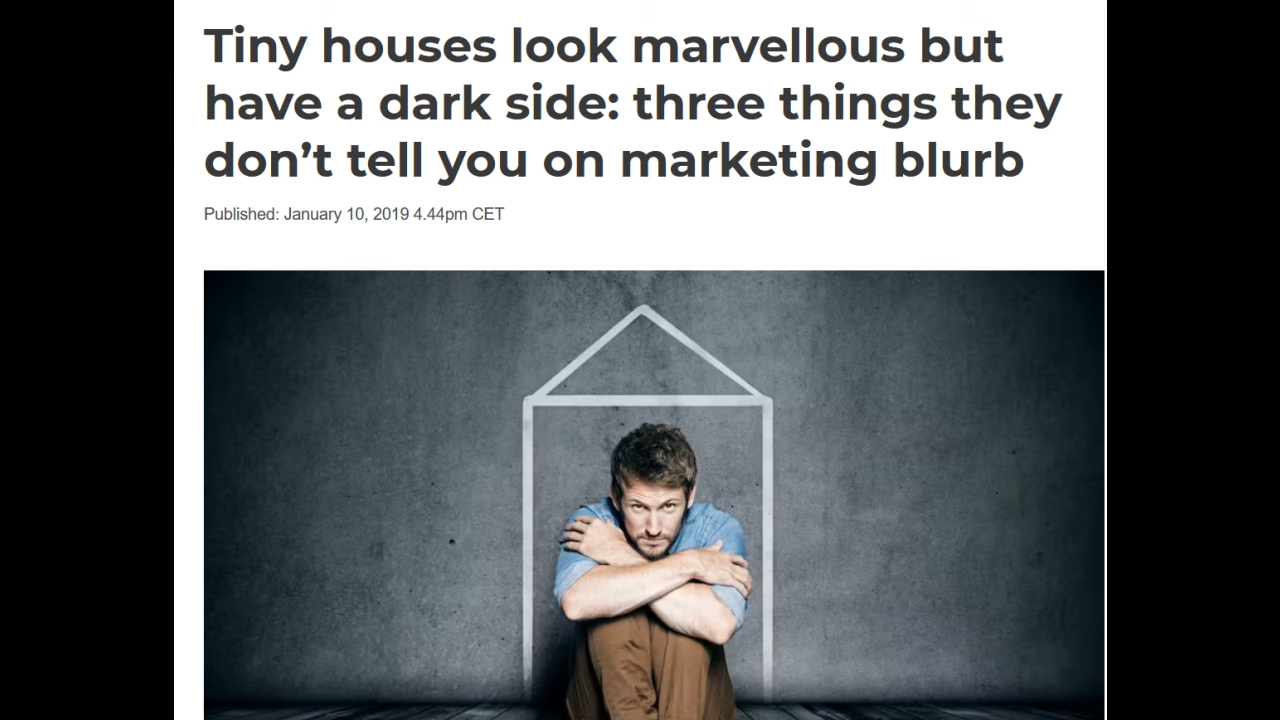 Tiny houses look marvellous but
have a dark side: three things they
don’t tell you on marketing blurb
Published: January 10, 2019 4.44pm CET